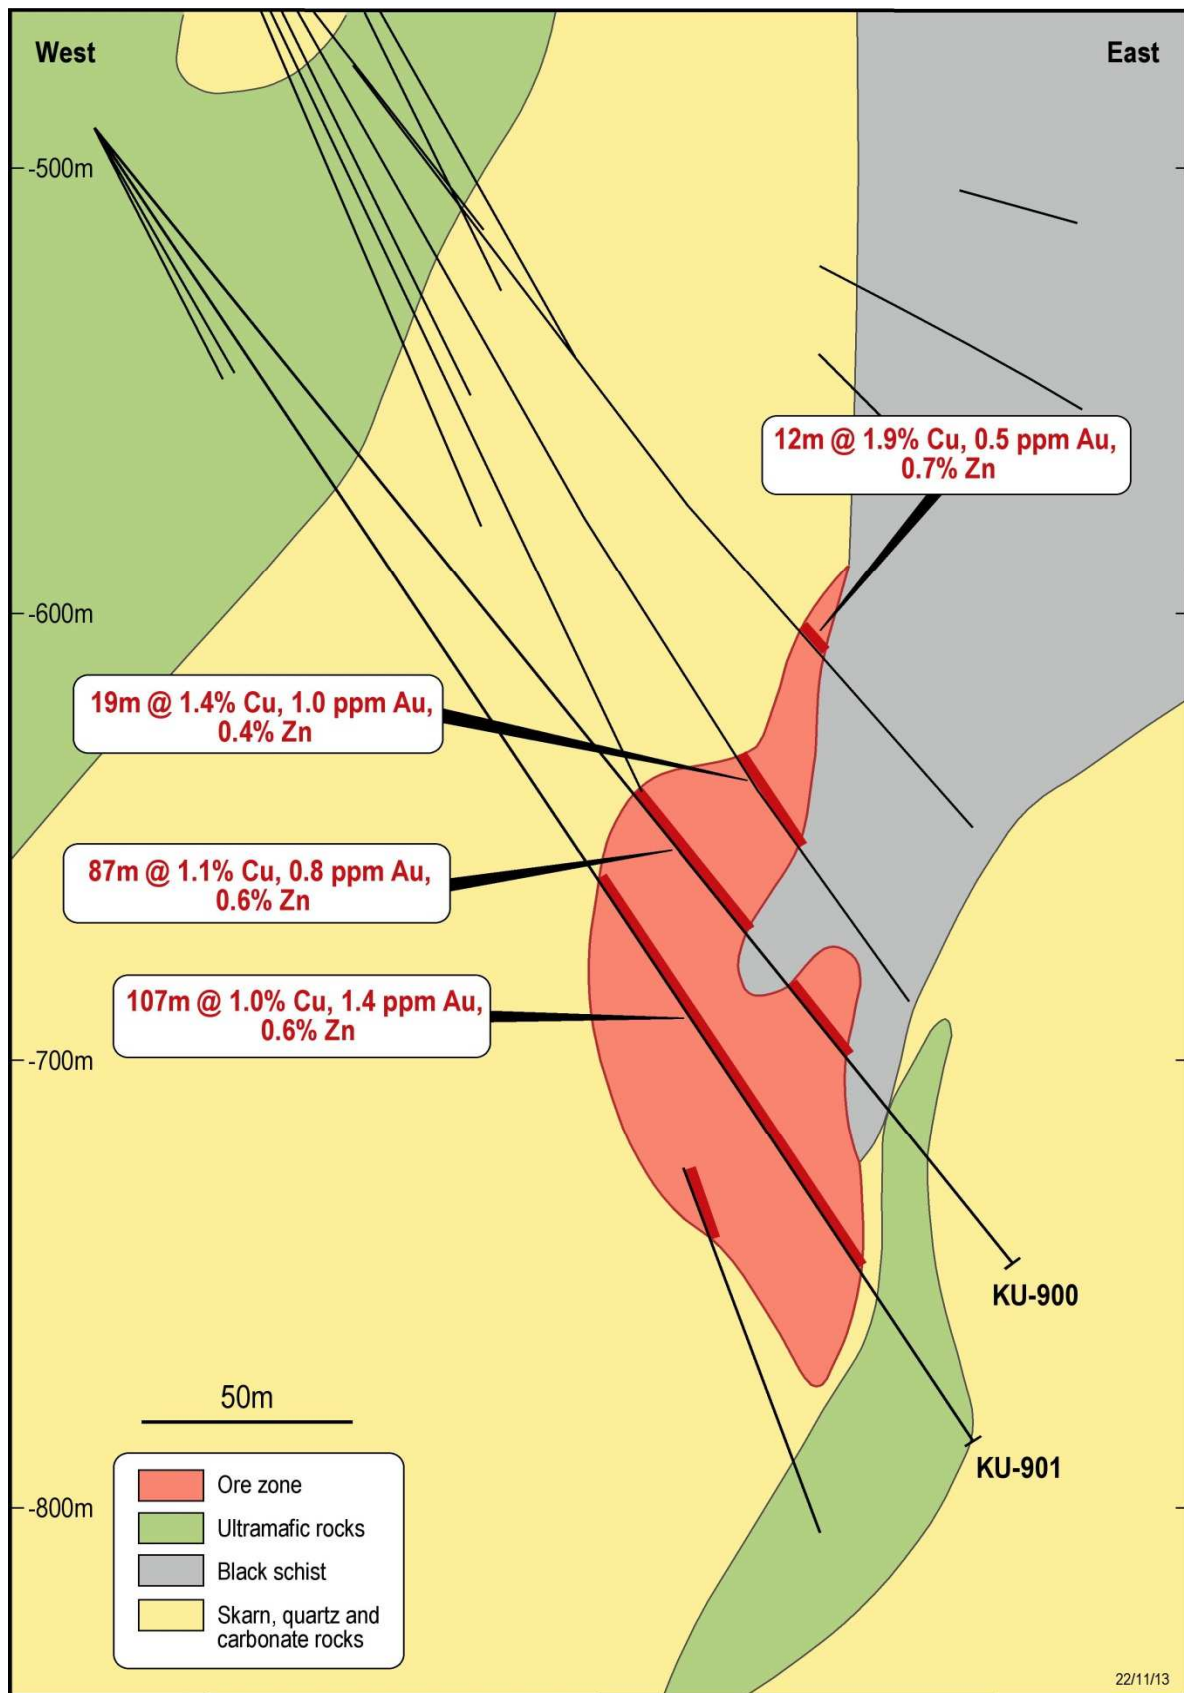 West
East
-500m
12m @ 1.9% Cu, 0.5 ppm Au,
0.7% Zn
-600m
19m @ 1.4% Cu, 1.0 ppm Au,
0.4% Zn
87m @ 1.1% Cu, 0.8 ppm Au,
0.6% Zn
107m @ 1.0% Cu, 1.4 ppm Au,
0.6% Zn
-700m
KU-900
50m
KU-901
-800m
Ore zone
Ultramafic rocks
Black schist
Skarn, quartz and
carbonate rocks
22/11/13